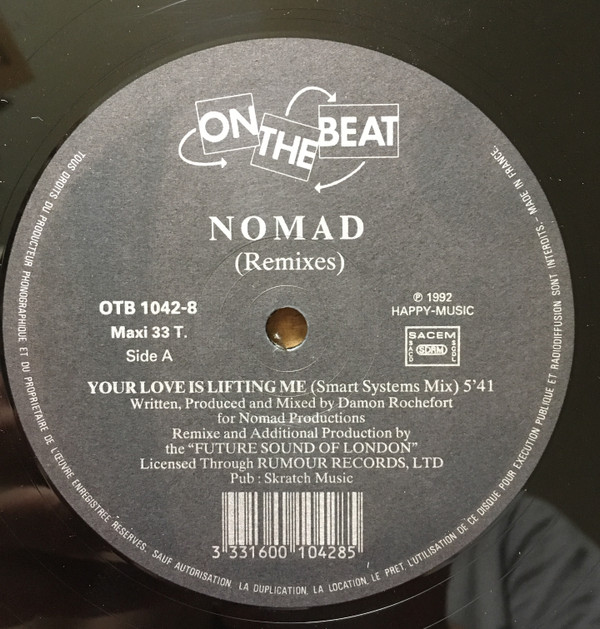 ON THE BEAT
NOMAD
(Remixes)
OTB 1042-8
Maxi 33 T.
Side A
℗ 1992
HAPPY-MUSIC
SACEM
SACD SDRM SCGDL
YOUR LOVE IS LIFTING ME (Smart Systems Mix) 5'41
Written, Produced and Mixed by Damon Rochefort
for Nomad Productions
Remixe and Additional Production by
the "FUTURE SOUND OF LONDON"
Licensed Through RUMOUR RECORDS, LTD
Pub : Skratch Music
3 331600 104285
TOUS DROITS DU PRODUCTEUR PHONOGRAPHIQUE ET DU PROPRIETAIRE DE L'ŒUVRE ENREGISTREE RESERVES. SAUF AUTORISATION LA DUPLICATION, LA LOCATION, LE PRET L'UTILISATION DE CE DISQUE POUR EXECUTION PUBLIQUE ET RADIODIFFUSION SONT INTERDITS. - MADE IN FRANCE.